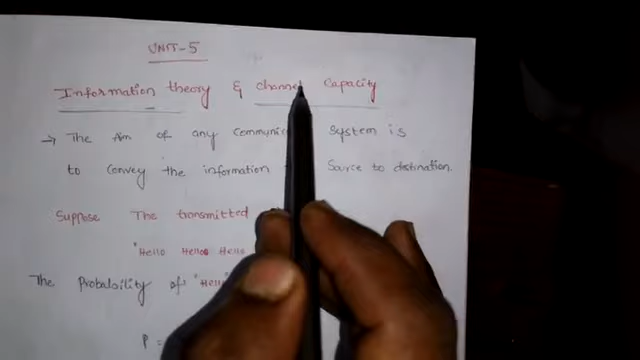 UNIT-5
Information theory & channel Capacity
→ The Aim of any Communic System is
to Convey the information Source to destination.
Suppose The transmitted
"Hello Hello Hello
The Probability of "Hello
P =